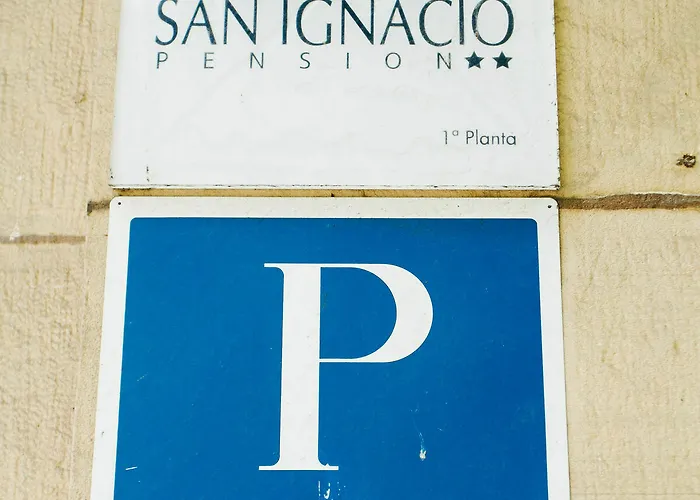 SAN IGNACIO
PENSION★★
1ª Planta
P